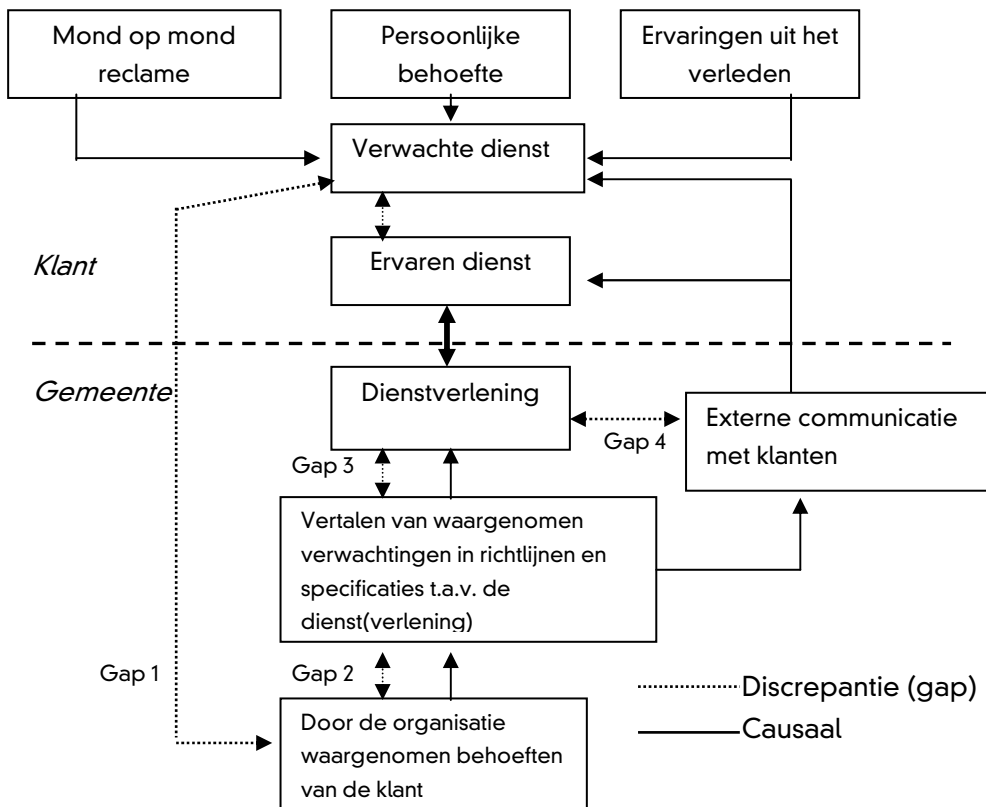 Mond op mond
reclame
Persoonlijke
behoefte
Ervaringen uit het
verleden
Verwachte dienst
Klant
Ervaren dienst
Gemeente
Dienstverlening
Gap 4
Externe communicatie
met klanten
Gap 3
Vertalen van waargenomen
verwachtingen in richtlijnen en
specificaties t.a.v. de
dienst(verlening)
Gap 1
Gap 2
Door de organisatie
waargenomen behoeften
van de klant
Discrepantie (gap)
Causaal